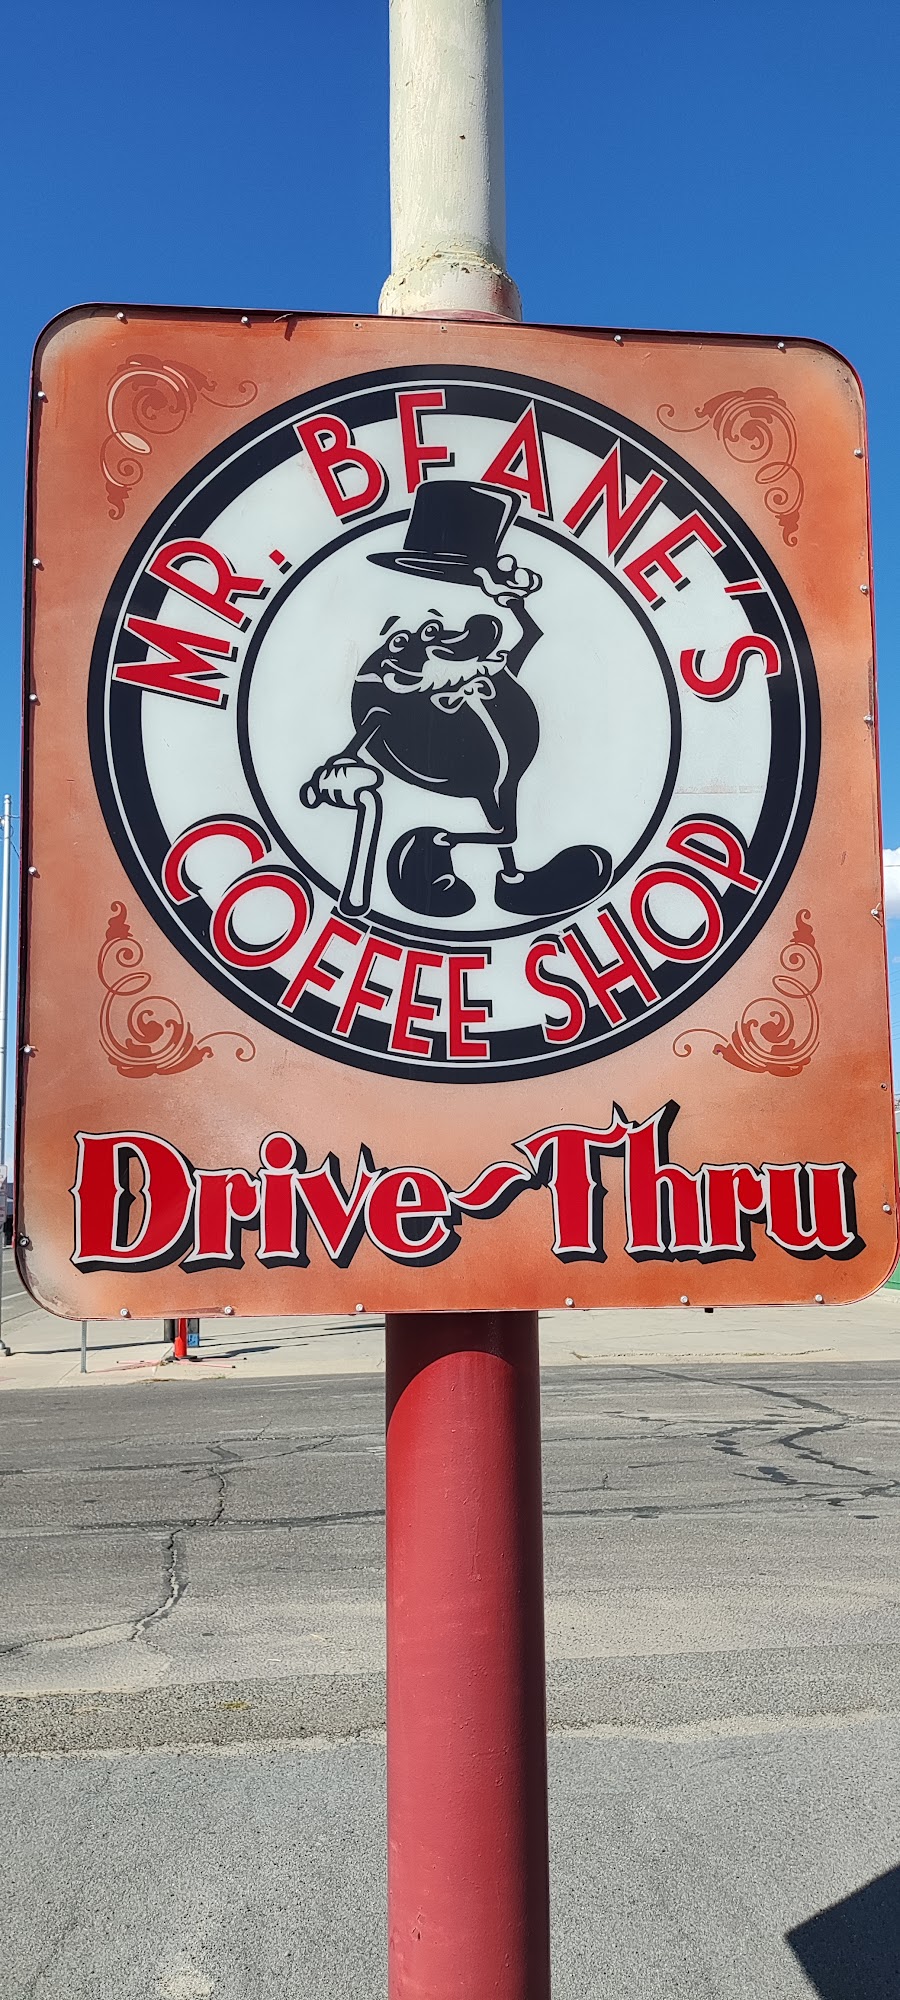 MR. BEANE'S
COFFEE SHOP
Drive-Thru